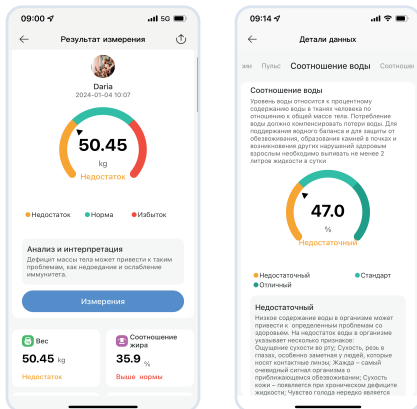 09:00
5G
Результат измерения
Daria
2024-01-04 10:07
50.45
kg
Недостаток
Недостаток
Норма
Избыток
Анализ и интерпретация
Дефицит массы тела может привести к таким
проблемам, как недоедание и ослабление
иммунитета.
Измерения
Вес
50.45 kg
Недостаток
Соотношение
жира
35.9 %
Выше нормы
09:14
Детали данных
Пульс
Соотношение воды
Соотноше
Соотношение воды
Уровень воды относится к процентному
содержанию воды в тканях человека по
отношению к общей массе тела. Потребление
воды должно компенсировать потери воды. Для
поддержания водного баланса и для защиты от
обезвоживания, образования камней в почках и
возникновения других нарушений здоровья
взрослым необходимо выпивать не менее 2
литров жидкости в сутки
47.0
%
Недостаточный
Недостаточный
Стандарт
Отличный
Недостаточный
Низкое содержание воды в организме может
привести к определенным проблемам со
здоровьем. На недостаток воды в организме
указывает несколько признаков:
Ощущение сухости во рту; Сухость, резь в
глазах, особенно заметная у людей, которые
носят контактные линзы; Жажда – самый
очевидный сигнал организма о
приближающемся обезвоживании; Сухость
кожи – появляется при хроническом дефиците
жидкости; Чувство голода нередко является